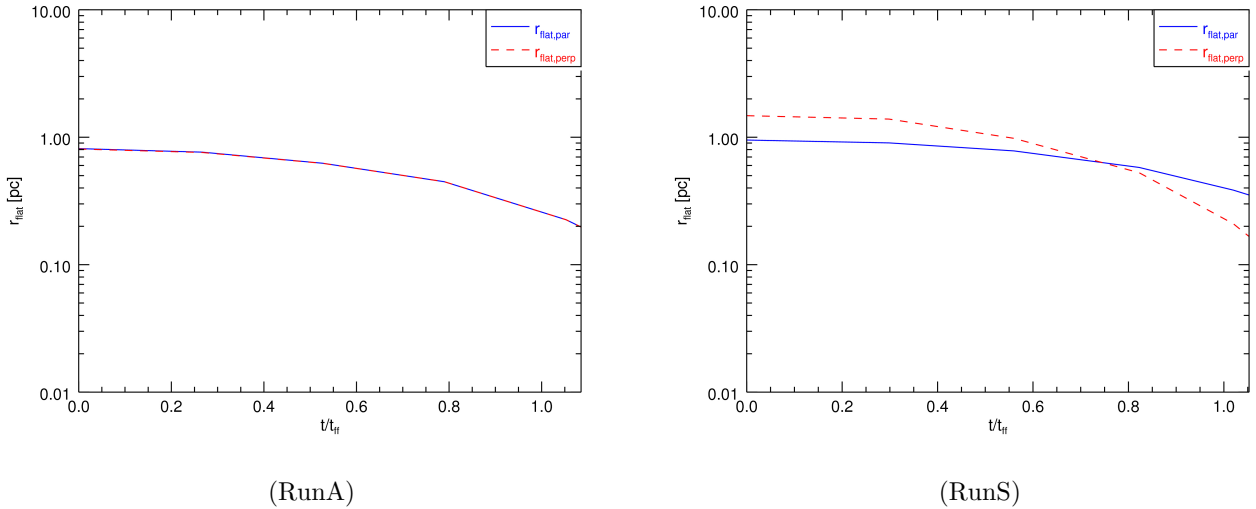 10.00
1.00
0.10
0.01
r_flat [pc]
0.0 0.2 0.4 0.6 0.8 1.0
t/t_ff
r_flat,par
r_flat,perp
(RunA)
10.00
1.00
0.10
0.01
r_flat [pc]
0.0 0.2 0.4 0.6 0.8 1.0
t/t_ff
r_flat,par
r_flat,perp
(RunS)